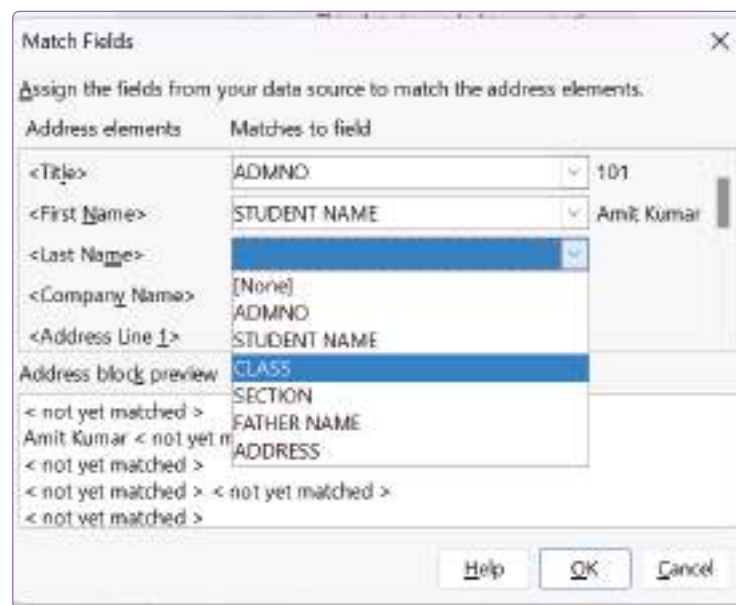 Match Fields
Assign the fields from your data source to match the address elements.
Address elements Matches to field
<Title> ADMNO 101
<First Name> STUDENT NAME Amit Kumar
<Last Name>
[None]
<Company Name>
ADMNO
<Address Line 1> STUDENT NAME
Address block preview CLASS
SECTION
< not yet matched >
FATHER NAME
Amit Kumar < not yet m
ADDRESS
< not yet matched >
< not yet matched > < not yet matched >
< not yet matched >
Help OK Cancel